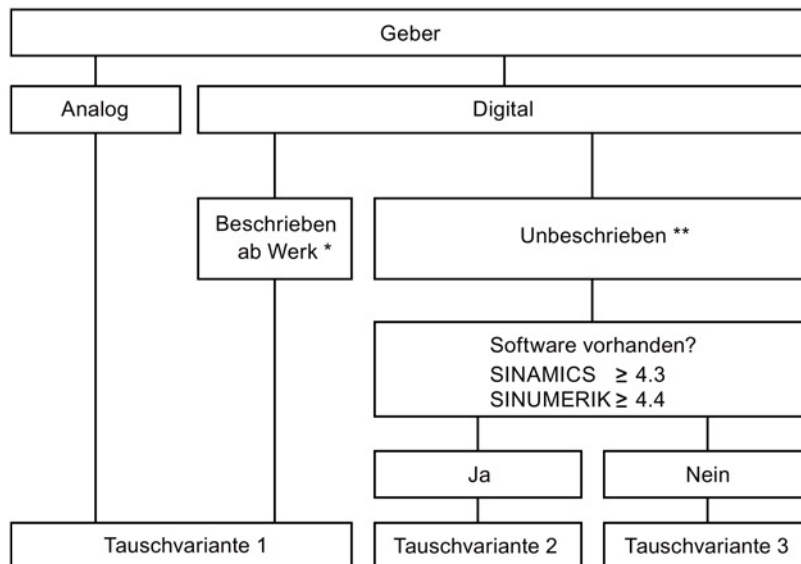 Geber
Analog
Digital
Beschrieben
ab Werk *
Unbeschrieben **
Software vorhanden?
SINAMICS ≥ 4.3
SINUMERIK ≥ 4.4
Ja
Nein
Tauschvariante 1
Tauschvariante 2
Tauschvariante 3